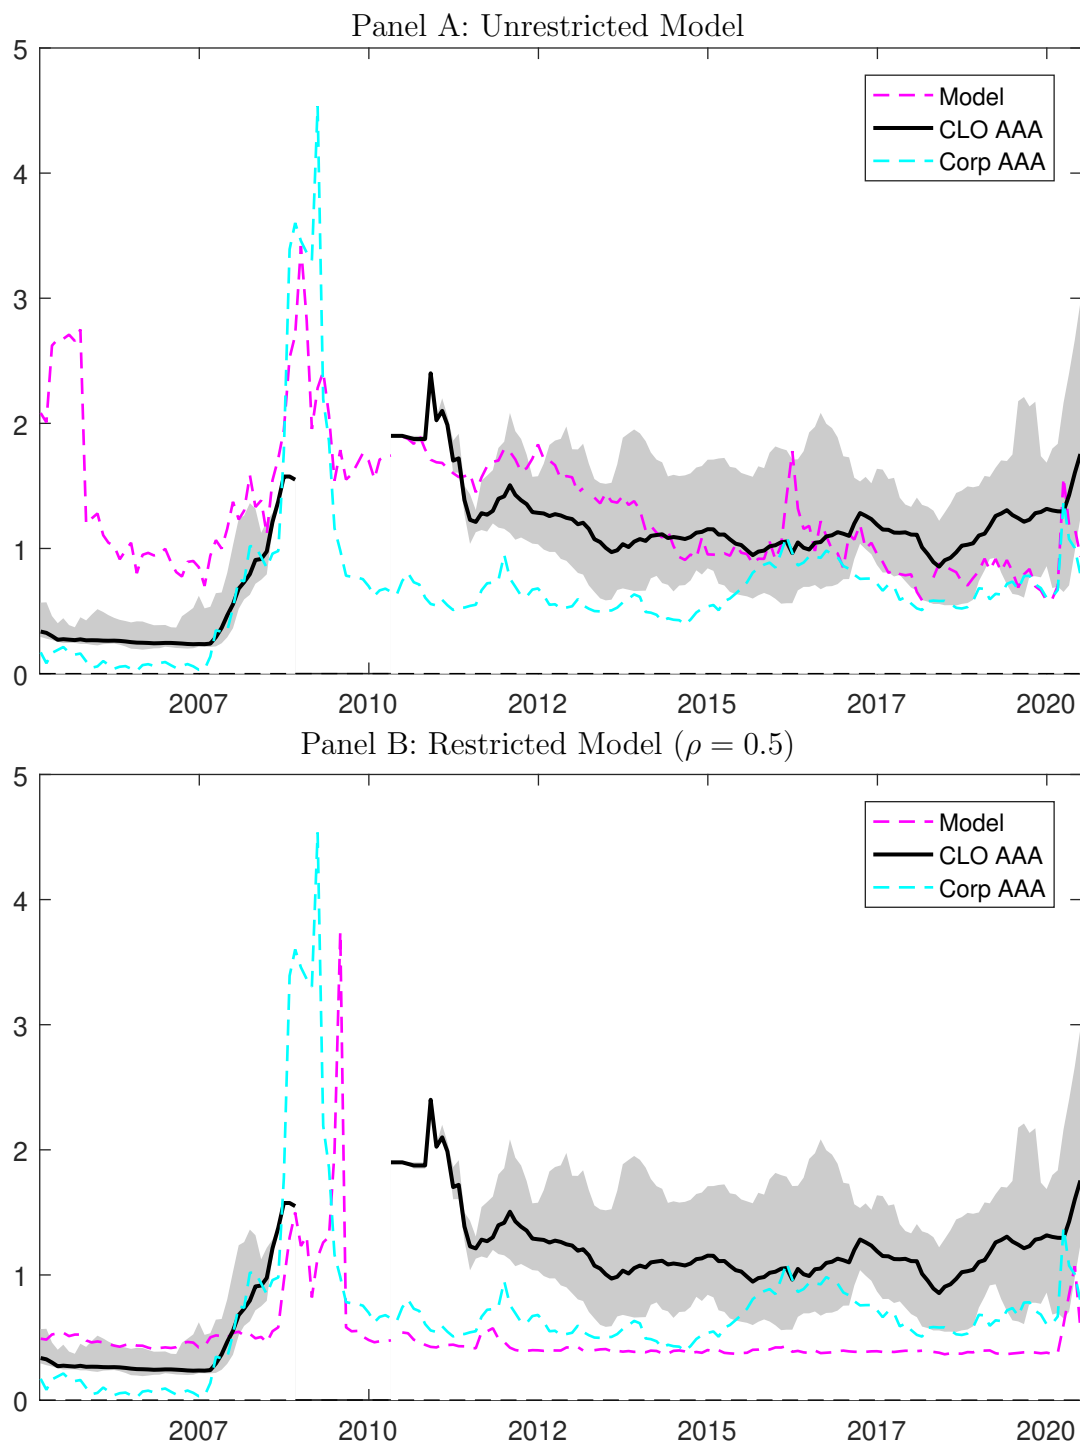 Panel A: Unrestricted Model
5
4
3
2
1
0
Model
CLO AAA
Corp AAA
2007 2010 2012 2015 2017 2020
Panel B: Restricted Model (ρ = 0.5)
5
4
3
2
1
0
Model
CLO AAA
Corp AAA
2007 2010 2012 2015 2017 2020